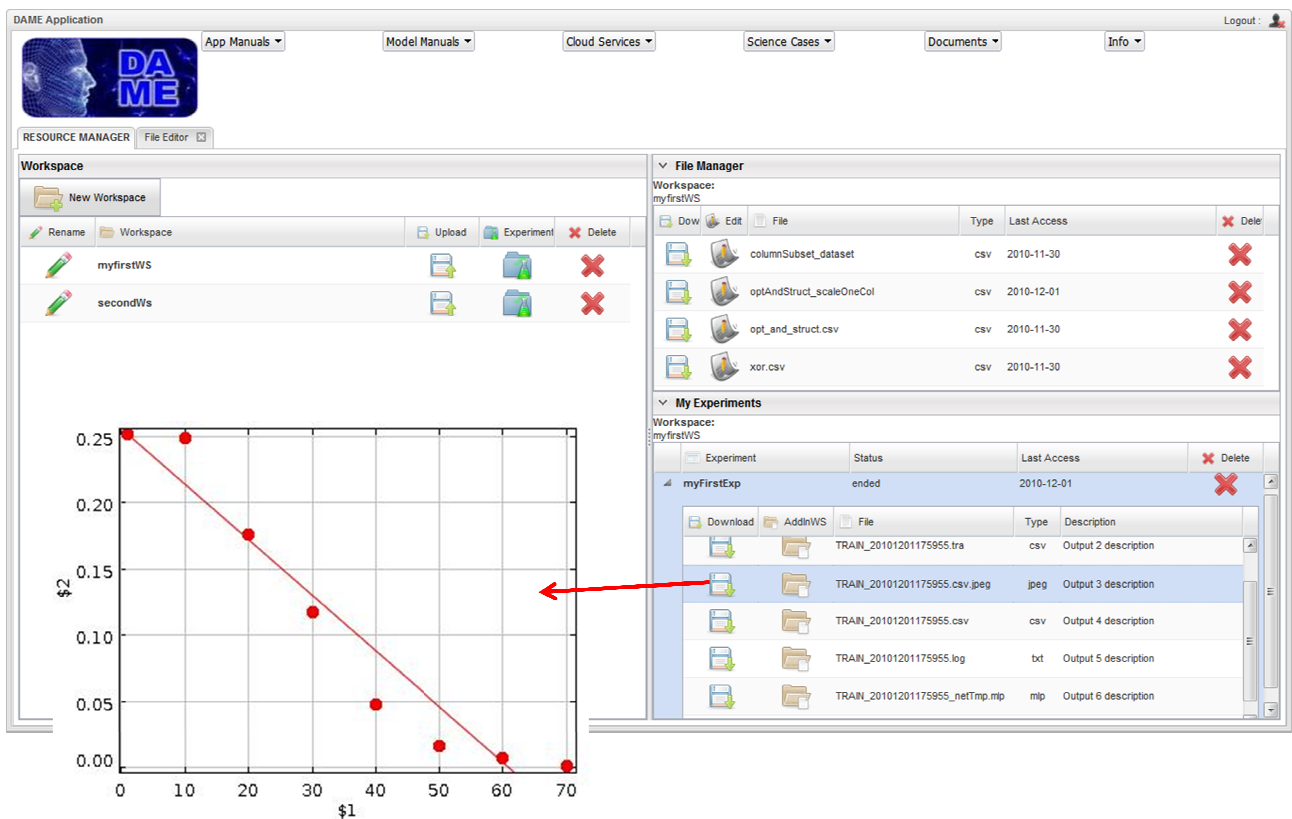 DAME Application
Logout :
DA
ME
App Manuals
Model Manuals
Cloud Services
Science Cases
Documents
Info
RESOURCE MANAGER
File Editor
Workspace
New Workspace
Rename Workspace Upload Experiment Delete
myfirstWS
secondWs
File Manager
Workspace:
myfirstWS
Dow Edit File Type Last Access Delet
columnSubset_dataset csv 2010-11-30
optAndStruct_scaleOneCol csv 2010-12-01
opt_and_struct.csv csv 2010-11-30
xor.csv csv 2010-11-30
My Experiments
Workspace:
myfirstWS
Experiment Status Last Access Delete
myFirstExp ended 2010-12-01
Download AddInWS File Type Description
TRAIN_20101201175955.tra csv Output 2 description
TRAIN_20101201175955.csv.jpeg jpeg Output 3 description
TRAIN_20101201175955.csv csv Output 4 description
TRAIN_20101201175955.log txt Output 5 description
TRAIN_20101201175955_netTmp.mlp mlp Output 6 description
0.25
0.20
0.15
$2
0.10
0.05
0.00
0 10 20 30 40 50 60 70
$1